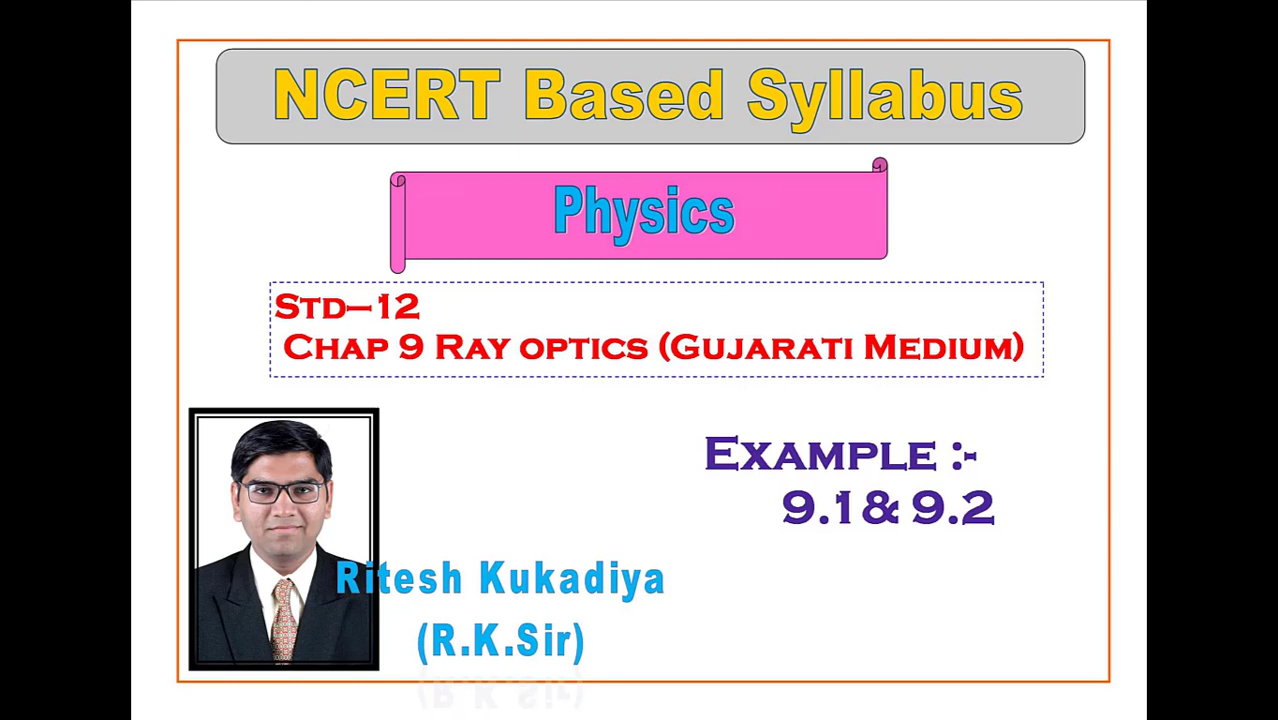 NCERT Based Syllabus
Physics
Std–12
Chap 9 Ray optics (Gujarati Medium)
Example :-
9.1& 9.2
Ritesh Kukadiya
(R.K.Sir)